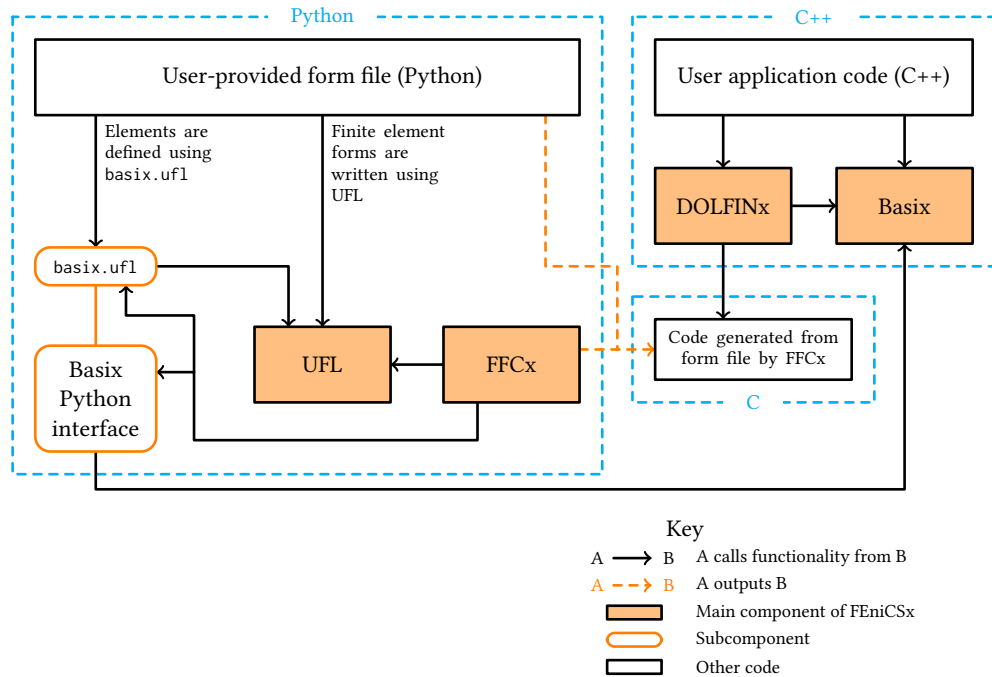 Python
C++
User-provided form file (Python)
User application code (C++)
Elements are
defined using
basix.ufl
Finite element
forms are
written using
UFL
DOLFINx
Basix
basix.ufl
UFL
FFCx
Code generated from
form file by FFCx
Basix
Python
interface
C
Key
A B A calls functionality from B
A B A outputs B
Main component of FEniCSx
Subcomponent
Other code